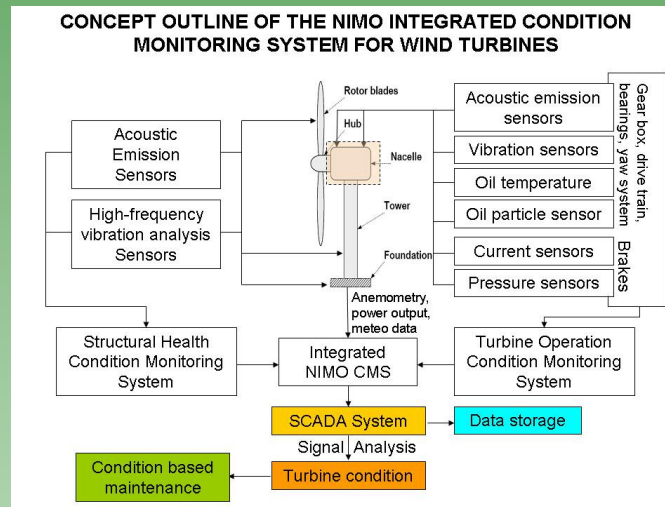 CONCEPT OUTLINE OF THE NIMO INTEGRATED CONDITION
MONITORING SYSTEM FOR WIND TURBINES
Rotor blades
Hub
Nacelle
Tower
Foundation
Acoustic
Emission
Sensors
High-frequency
vibration analysis
Sensors
Acoustic emission
sensors
Vibration sensors
Oil temperature
Oil particle sensor
Current sensors
Pressure sensors
Gear box, drive train,
bearings, yaw system
Brakes
Anemometry,
power output,
meteo data
Structural Health
Condition Monitoring
System
Integrated
NIMO CMS
Turbine Operation
Condition Monitoring
System
SCADA System
Data storage
Signal Analysis
Condition based
maintenance
Turbine condition